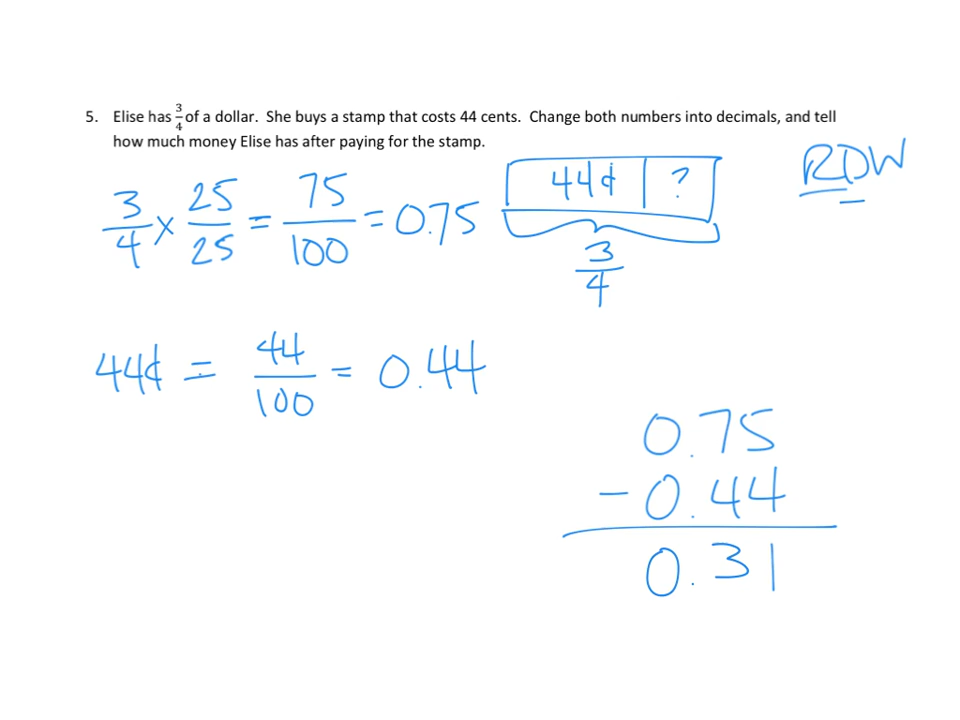 5. Elise has 3/4 of a dollar. She buys a stamp that costs 44 cents. Change both numbers into decimals, and tell
how much money Elise has after paying for the stamp.
RDW
3/4 x 25/25 = 75/100 = 0.75
44¢ | ?
3/4
44¢ = 44/100 = 0.44
0.75
- 0.44
0.31